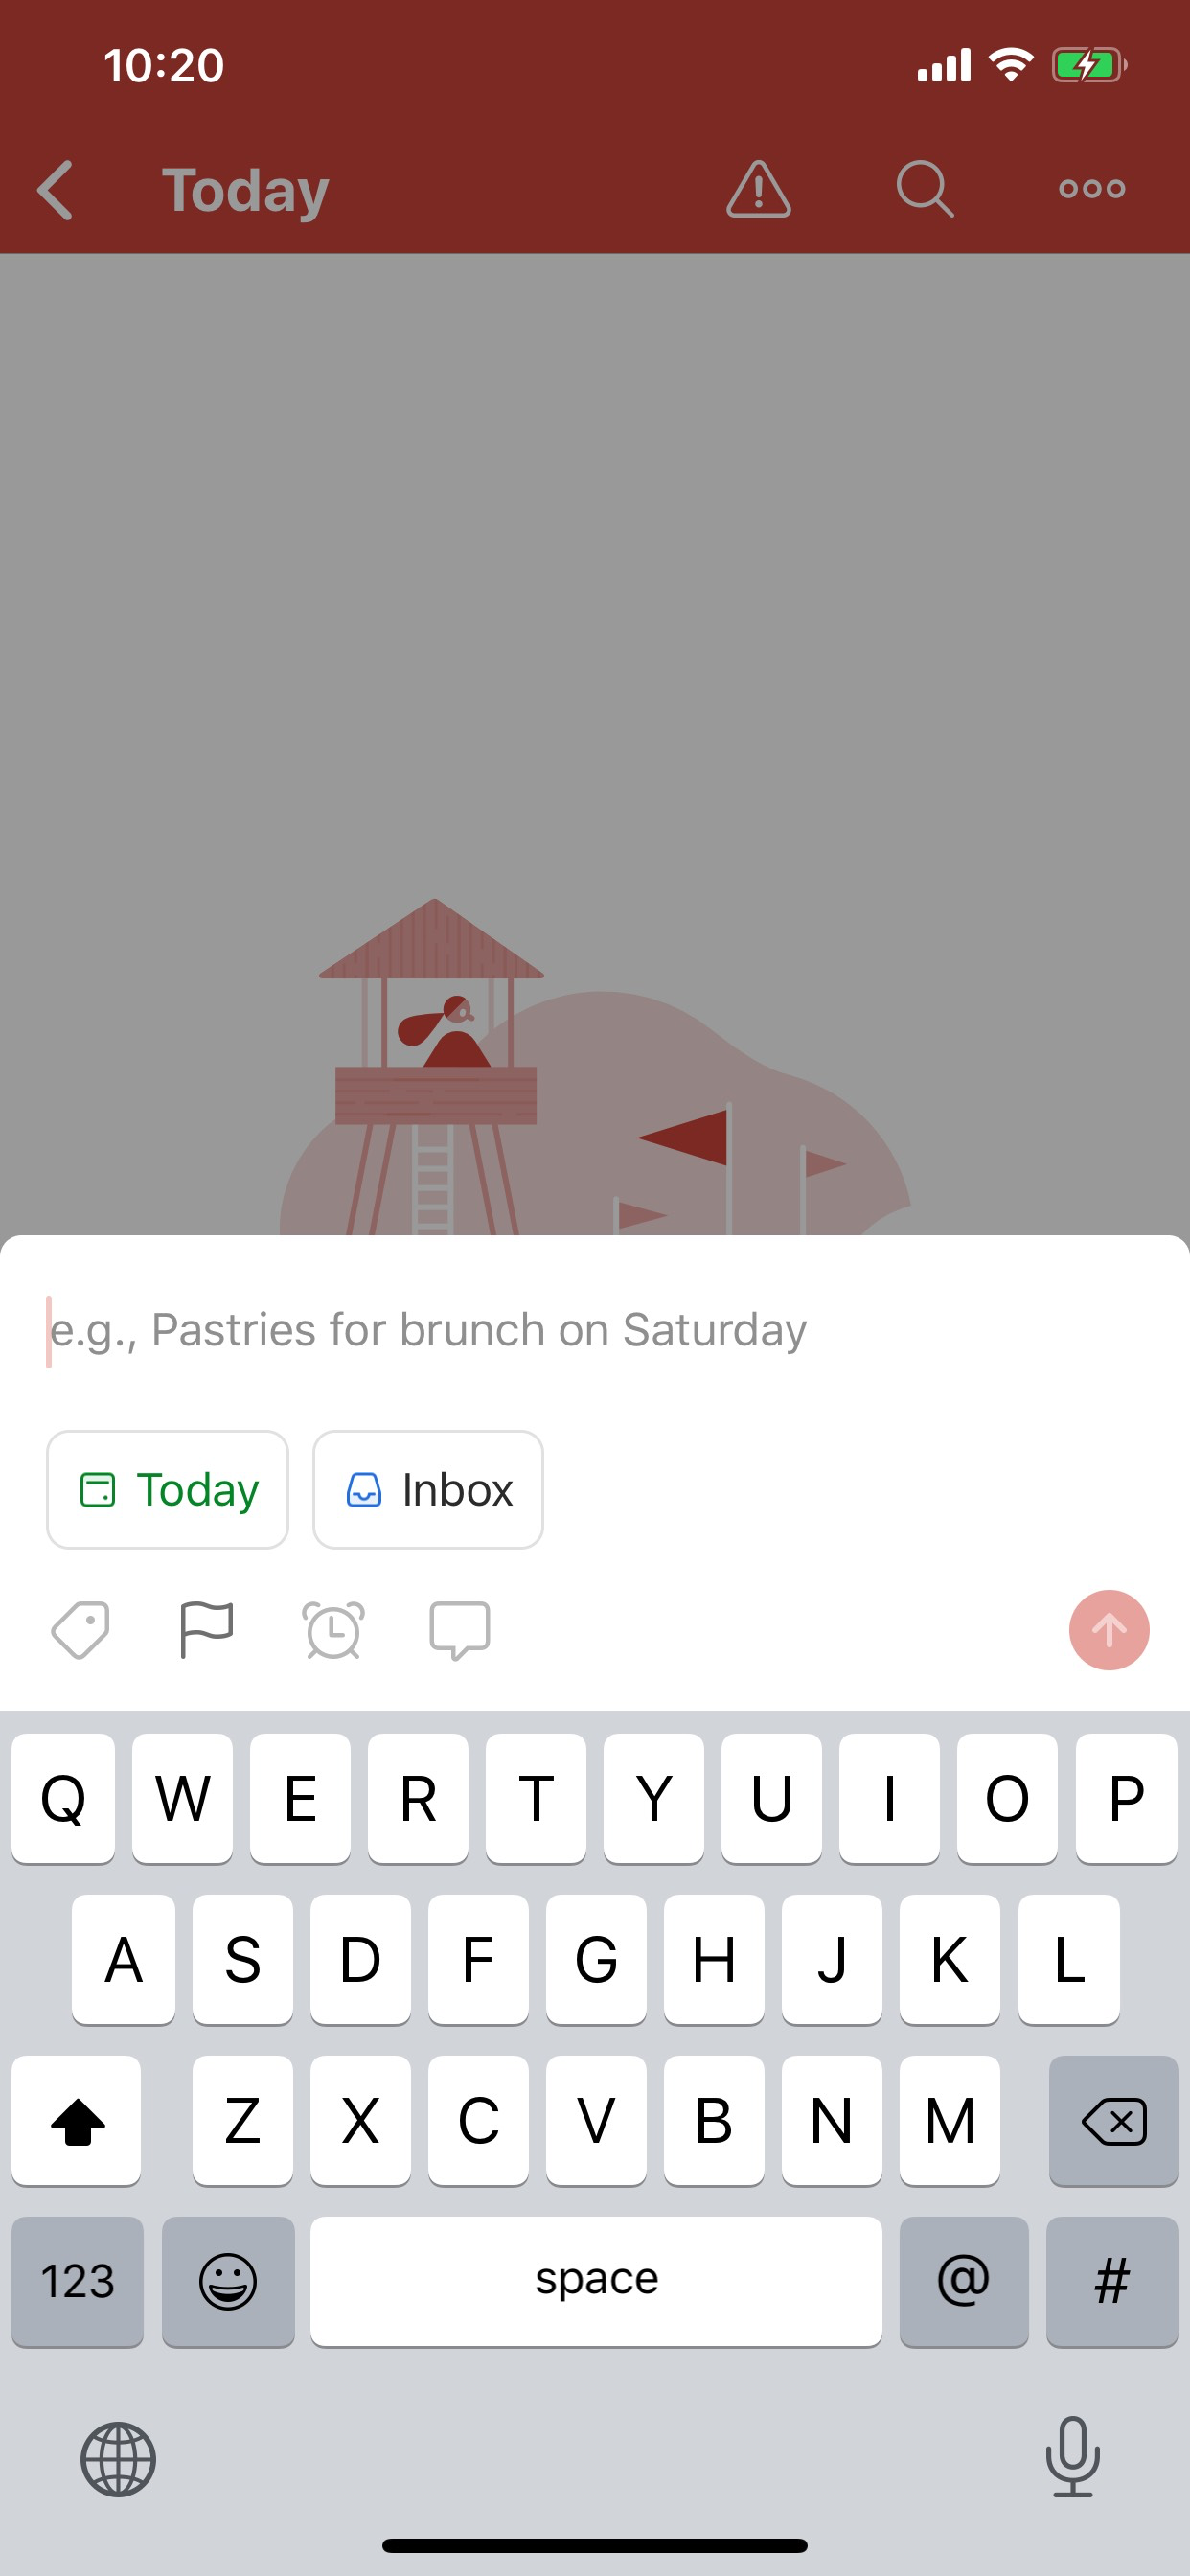 10:20
Today
e.g., Pastries for brunch on Saturday
Today Inbox
Q W E R T Y U I O P
A S D F G H J K L
Z X C V B N M
123 space @ #